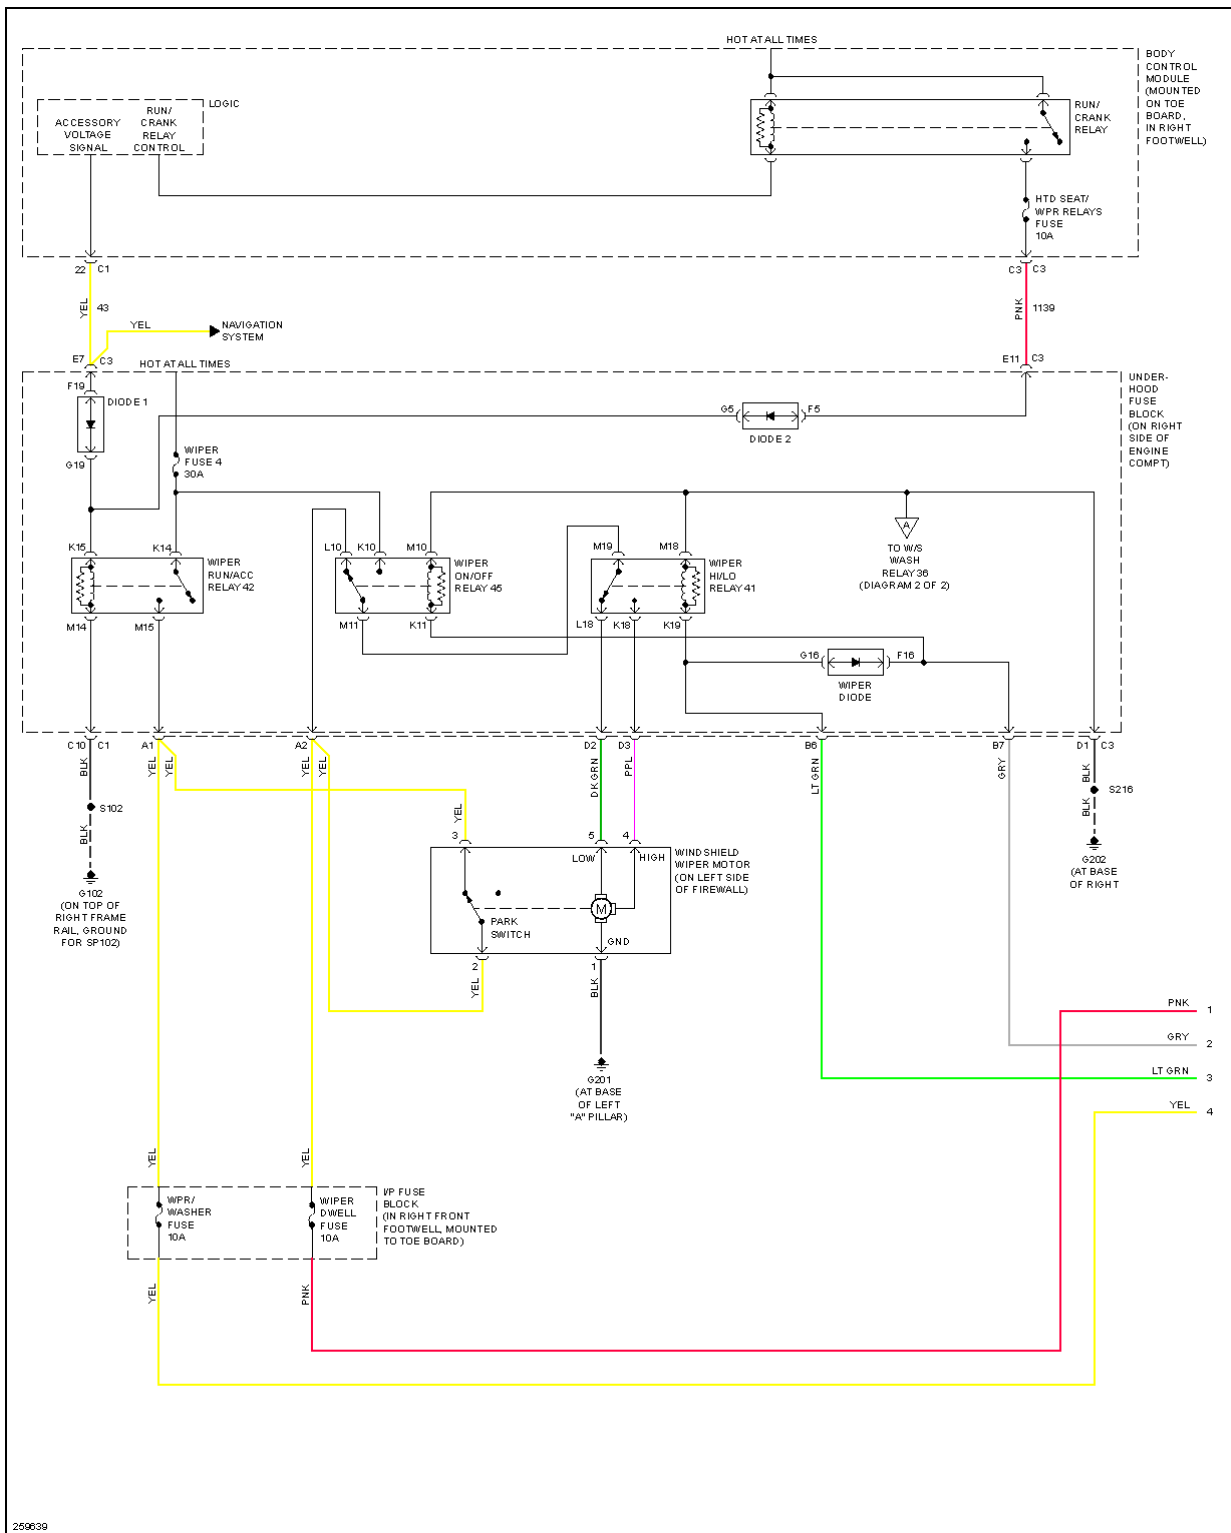 HOT AT ALL TIMES
BODY
CONTROL
MODULE
(MOUNTED
ON TOE
BOARD,
IN RIGHT
FOOTWELL)
LOGIC
ACCESSORY
VOLTAGE
SIGNAL
RUN/
CRANK
RELAY
CONTROL
RUN/
CRANK
RELAY
HTD SEAT/
WPR RELAYS
FUSE
10A
22
C1
C3
C3
YEL
43
YEL
NAVIGATION
SYSTEM
PNK
1139
E7
C3
HOT AT ALL TIMES
E11
C3
F19
DIODE 1
G19
G5
F5
DIODE 2
UNDER-
HOOD
FUSE
BLOCK
(ON RIGHT
SIDE OF
ENGINE
COMPT)
WIPER
FUSE 4
30A
A
TO W/S
WASH
RELAY 36
(DIAGRAM 2 OF 2)
K15
K14
WIPER
RUN/ACC
RELAY 42
M14
M15
L10
K10
M10
WIPER
ON/OFF
RELAY 45
M11
K11
M19
M18
WIPER
HI/LO
RELAY 41
L18
K18
K19
G16
F16
WIPER
DIODE
C10
C1
A1
A2
D2
D3
B6
B7
D1
C3
BLK
YEL
YEL
YEL
YEL
DK GRN
PPL
LT GRN
GRY
BLK
S102
BLK
G102
(ON TOP OF
RIGHT FRAME
RAIL, GROUND
FOR SP102)
S216
BLK
G202
(AT BASE
OF RIGHT
YEL
3
5
4
LOW
HIGH
WINDSHIELD
WIPER MOTOR
(ON LEFT SIDE
OF FIREWALL)
M
PARK
SWITCH
GND
2
1
YEL
BLK
G201
(AT BASE
OF LEFT
"A" PILLAR)
PNK
1
GRY
2
LT GRN
3
YEL
4
YEL
YEL
WPR/
WASHER
FUSE
10A
WIPER
DWELL
FUSE
10A
I/P FUSE
BLOCK
(IN RIGHT FRONT
FOOTWELL, MOUNTED
TO TOE BOARD)
YEL
PNK
259639